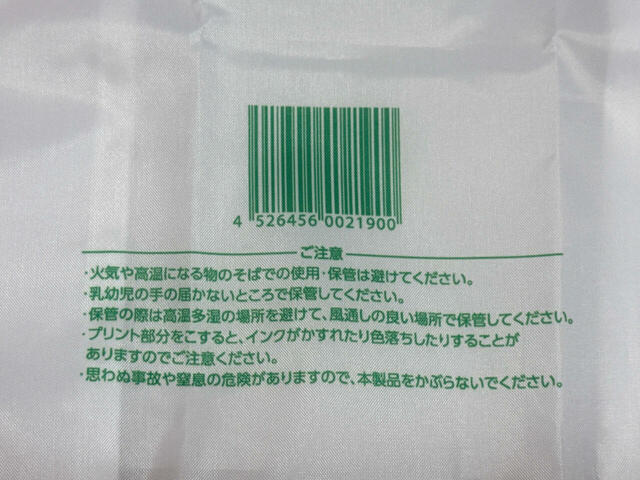 4 526456 0021900
ご注意
・火気や高温になる物のそばでの使用・保管は避けてください。
・乳幼児の手の届かないところで保管してください。
・保管の際は高温多湿の場所を避けて、風通しの良い場所で保管してください。
・プリント部分をこすると、インクがかすれたり色落ちしたりすることが
ありますのでご注意ください。
・思わぬ事故や窒息の危険がありますので、本製品をかぶらないでください。